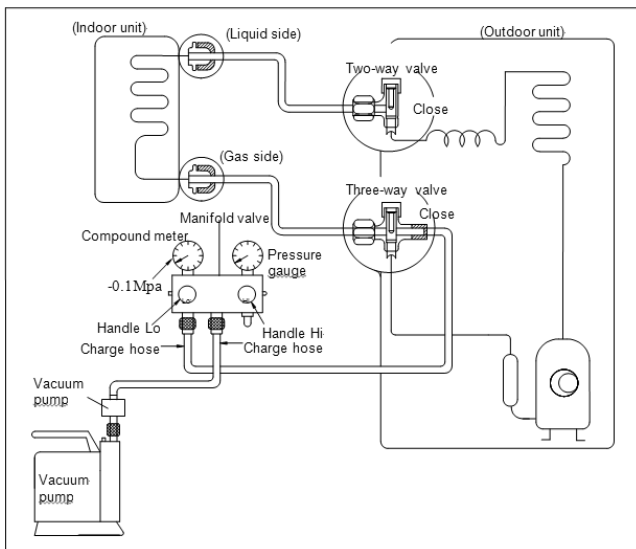 (Indoor unit)
(Liquid side)
(Outdoor unit)
Two-way valve
Close
(Gas side)
Three-way valve
Close
Manifold valve
Compound meter
Pressure
gauge
-0.1Mpa
Lo
Handle Lo
Handle Hi
Charge hose
Charge hose
Vacuum
pump
Vacuum
pump